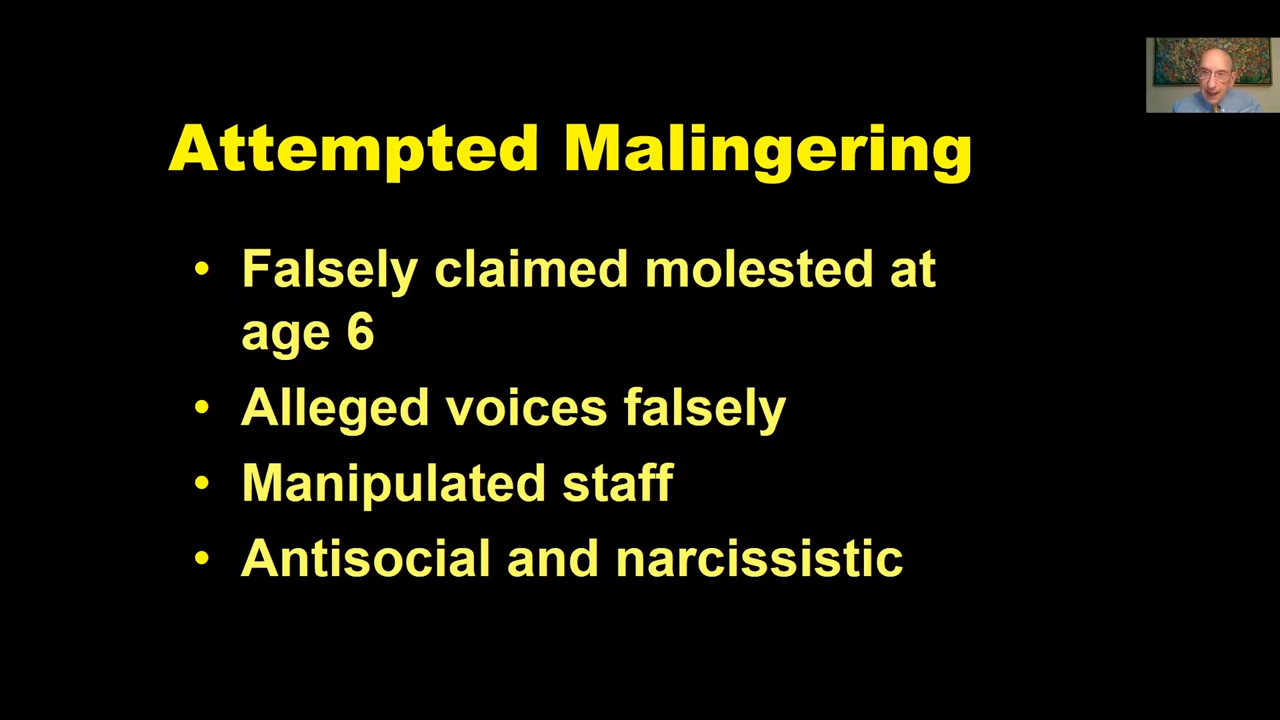 Attempted Malingering
• Falsely claimed molested at
age 6
• Alleged voices falsely
• Manipulated staff
• Antisocial and narcissistic